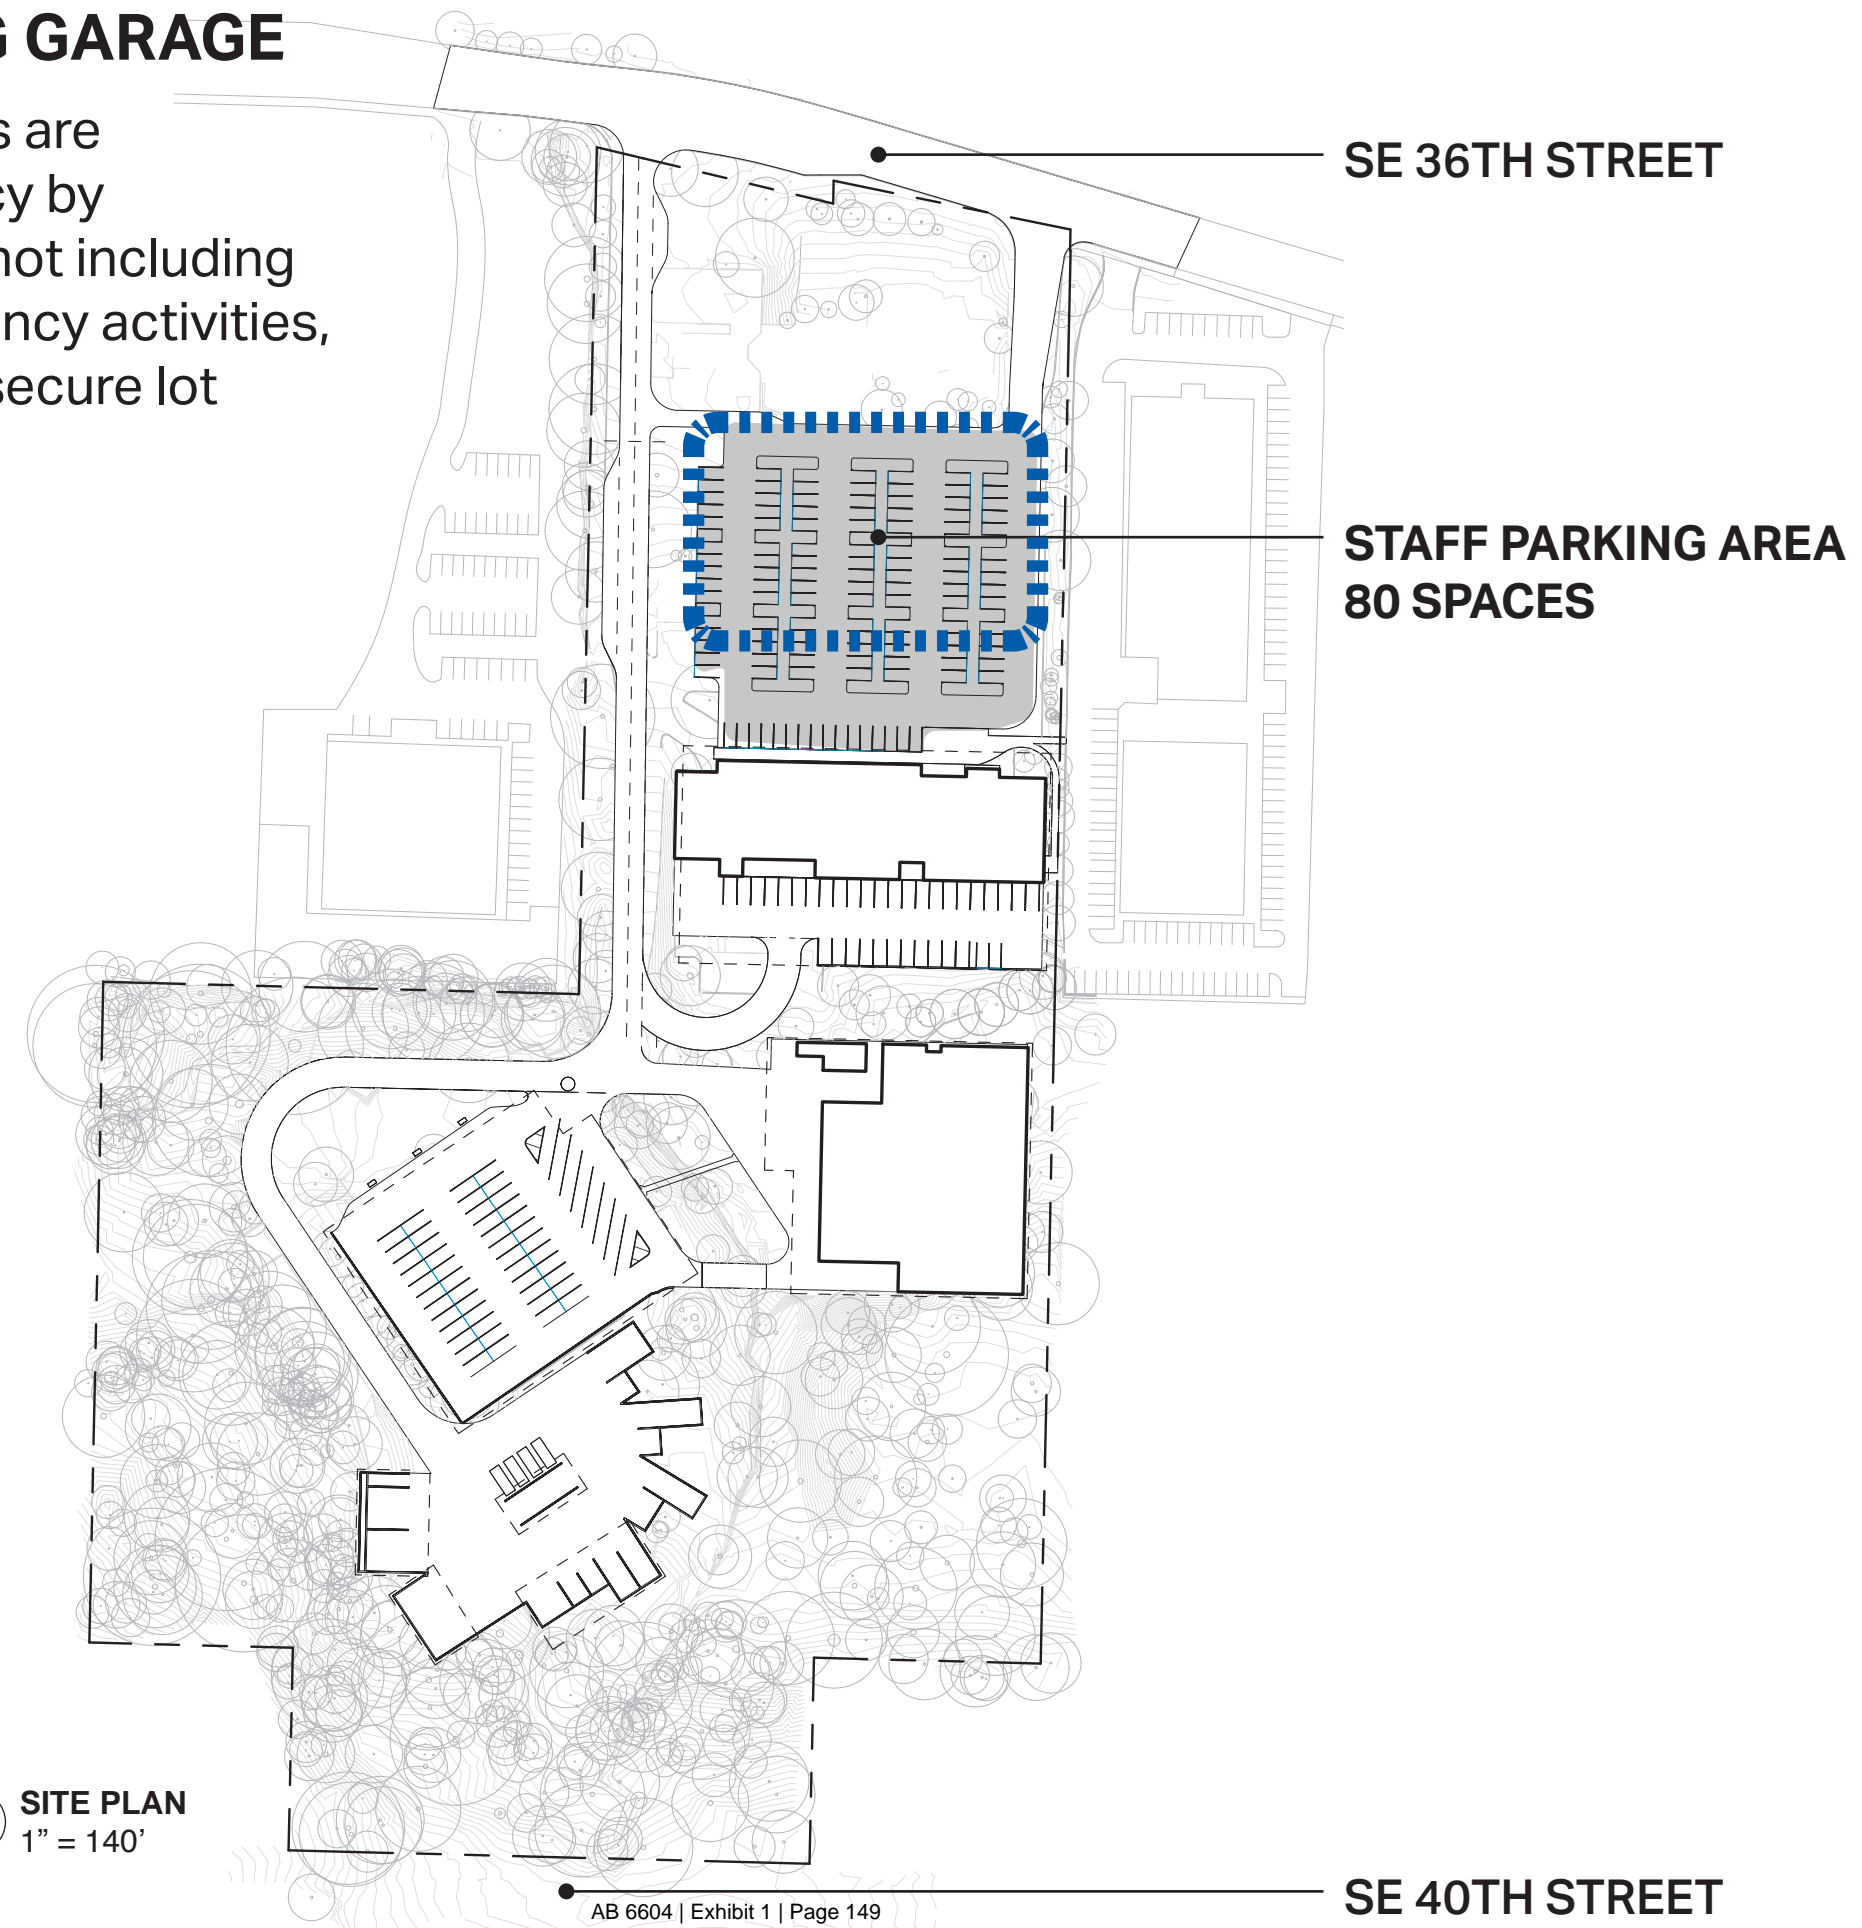 GARAGE
s are
cy by
not including
ncy activities,
secure lot
SE 36TH STREET
STAFF PARKING AREA
80 SPACES
SITE PLAN
1” = 140’
SE 40TH STREET
AB 6604 | Exhibit 1 | Page 149